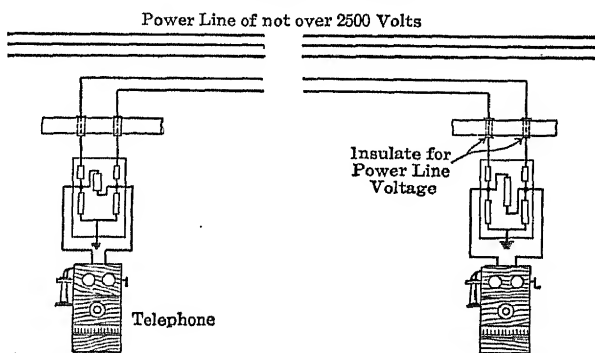 Power Line of not over 2500 Volts
Insulate for
Power Line
Voltage
Telephone